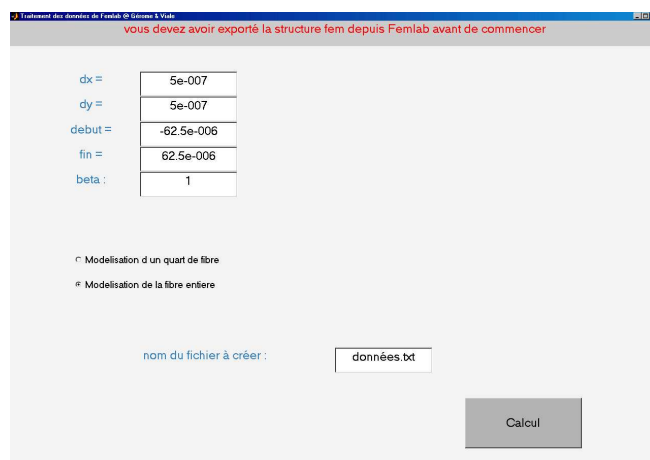 Traitement des données de Femlab @ Gérome & Viale
vous devez avoir exporté la structure fem depuis Femlab avant de commencer
dx = 5e-007
dy = 5e-007
debut = -62.5e-006
fin = 62.5e-006
beta : 1
Modelisation d un quart de fibre
Modelisation de la fibre entiere
nom du fichier à créer : données.txt
Calcul